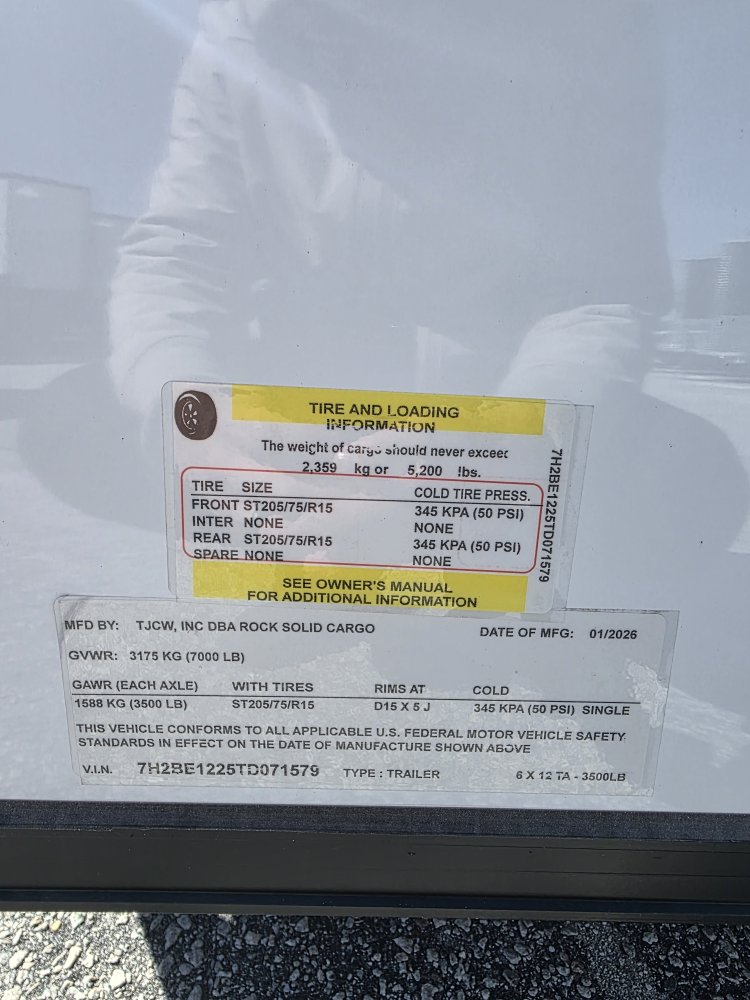 TIRE AND LOADING
INFORMATION
The weight of cargo should never exceed
2,359 kg or 5,200 lbs.
TIRE SIZE COLD TIRE PRESS.
FRONT ST205/75/R15 345 KPA (50 PSI)
INTER NONE NONE
REAR ST205/75/R15 345 KPA (50 PSI)
SPARE NONE NONE
SEE OWNER'S MANUAL
FOR ADDITIONAL INFORMATION
7H2BE1225TD071579
MFD BY: TJCW, INC DBA ROCK SOLID CARGO DATE OF MFG: 01/2026
GVWR: 3175 KG (7000 LB)
GAWR (EACH AXLE) WITH TIRES RIMS AT COLD
1588 KG (3500 LB) ST205/75/R15 D15 X 5 J 345 KPA (50 PSI) SINGLE
THIS VEHICLE CONFORMS TO ALL APPLICABLE U.S. FEDERAL MOTOR VEHICLE SAFETY
STANDARDS IN EFFECT ON THE DATE OF MANUFACTURE SHOWN ABOVE
V.I.N. 7H2BE1225TD071579 TYPE : TRAILER 6 X 12 TA - 3500LB